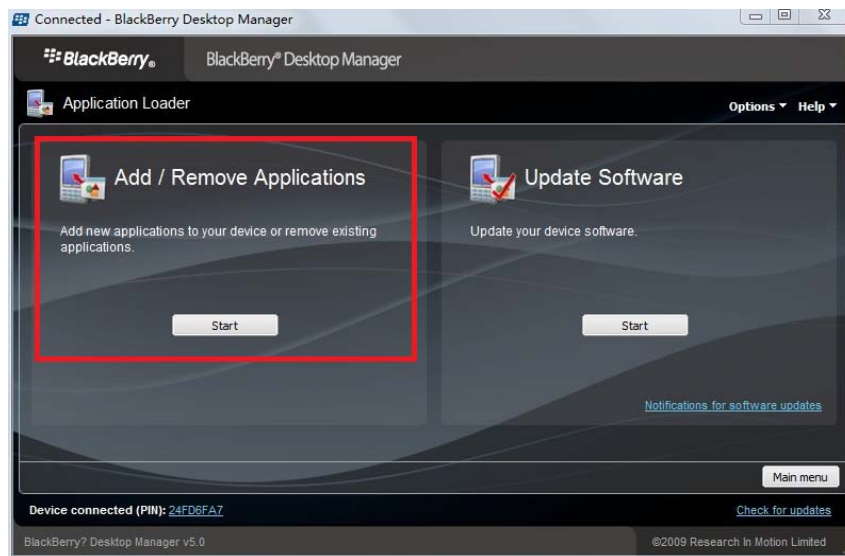 Connected - BlackBerry Desktop Manager
BlackBerry® BlackBerry® Desktop Manager
Application Loader
Options Help
Add / Remove Applications
Add new applications to your device or remove existing
applications.
Start
Update Software
Update your device software.
Start
Notifications for software updates
Main menu
Device connected (PIN): 24FD6FA7
Check for updates
BlackBerry? Desktop Manager v5.0
©2009 Research In Motion Limited